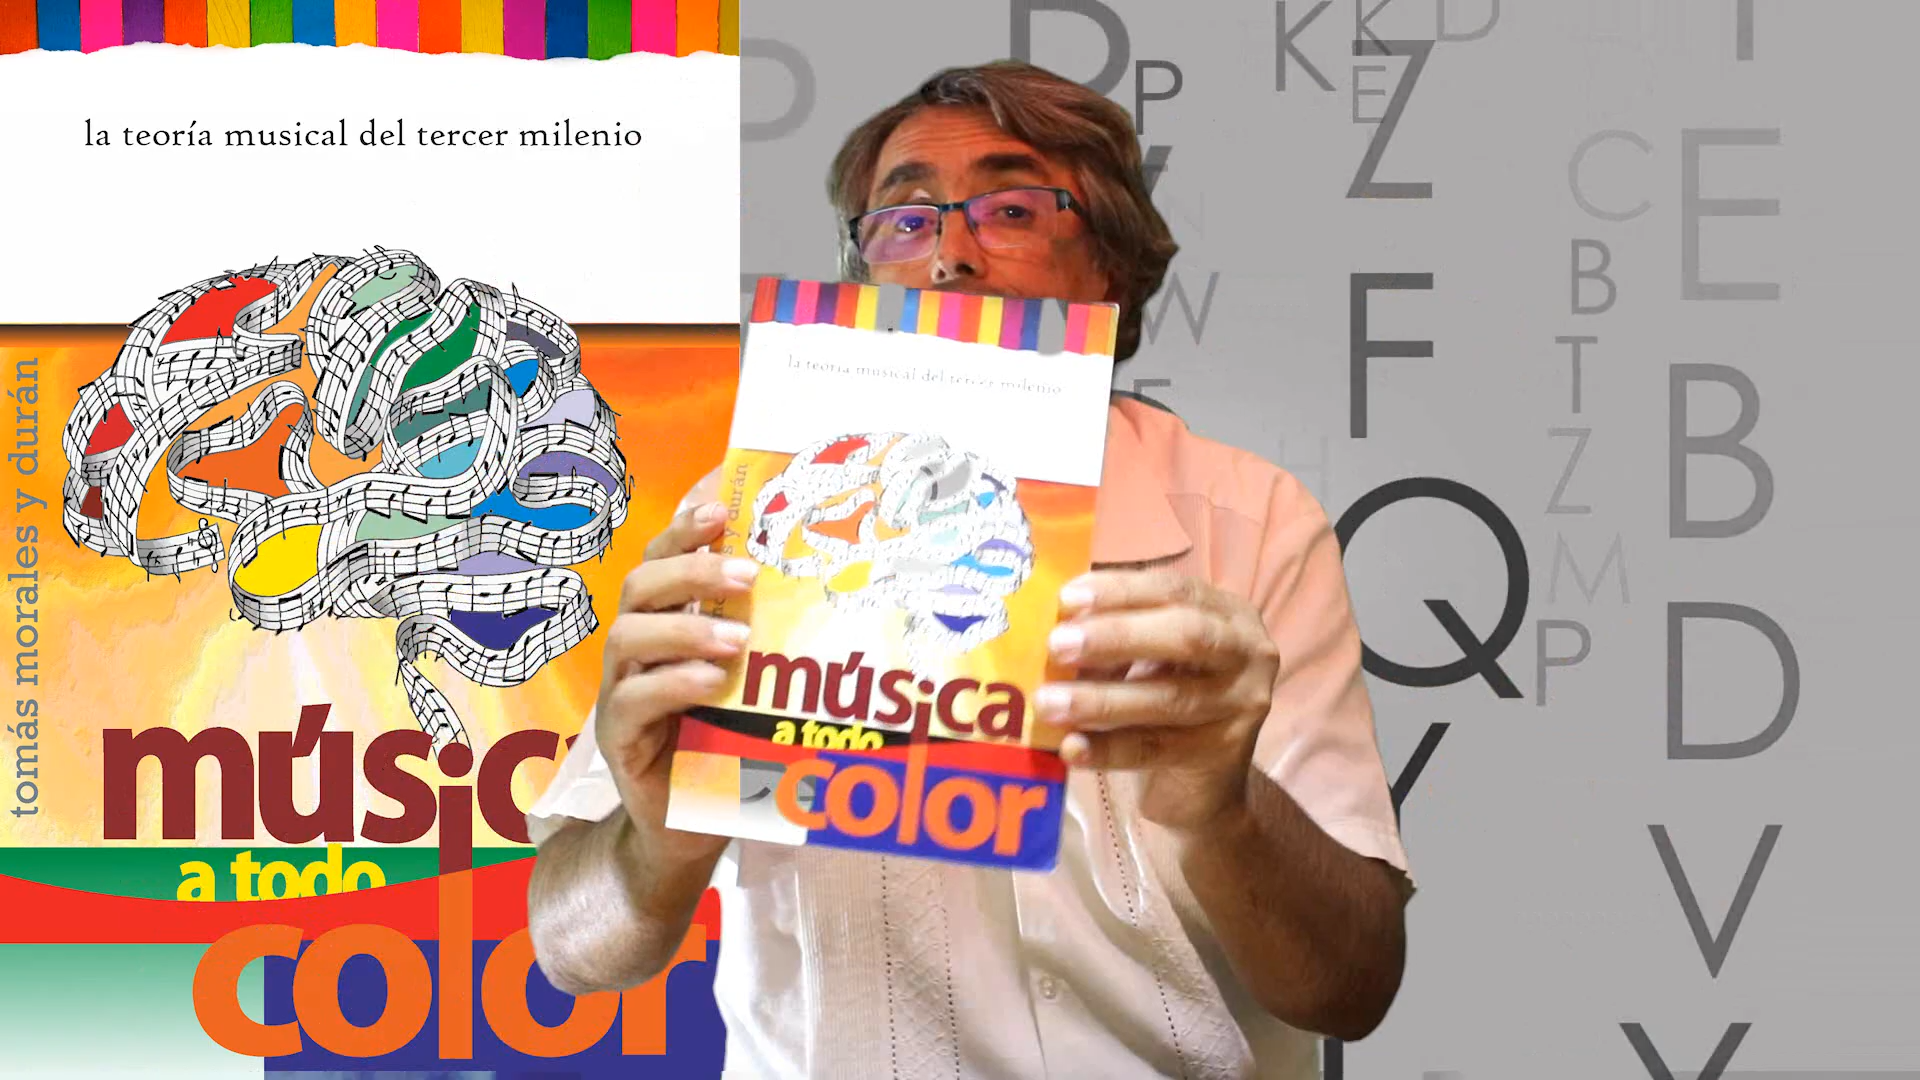 la teoría musical del tercer milenio
tomás morales y durán
músic
a todo
color
la teoría musical del tercer milenio
s y durán
música
a todo
color
P
D
P
K
K
D
E
Z
N
W
F
C
B
T
Z
M
P
E
B
D
V
F
Q
H